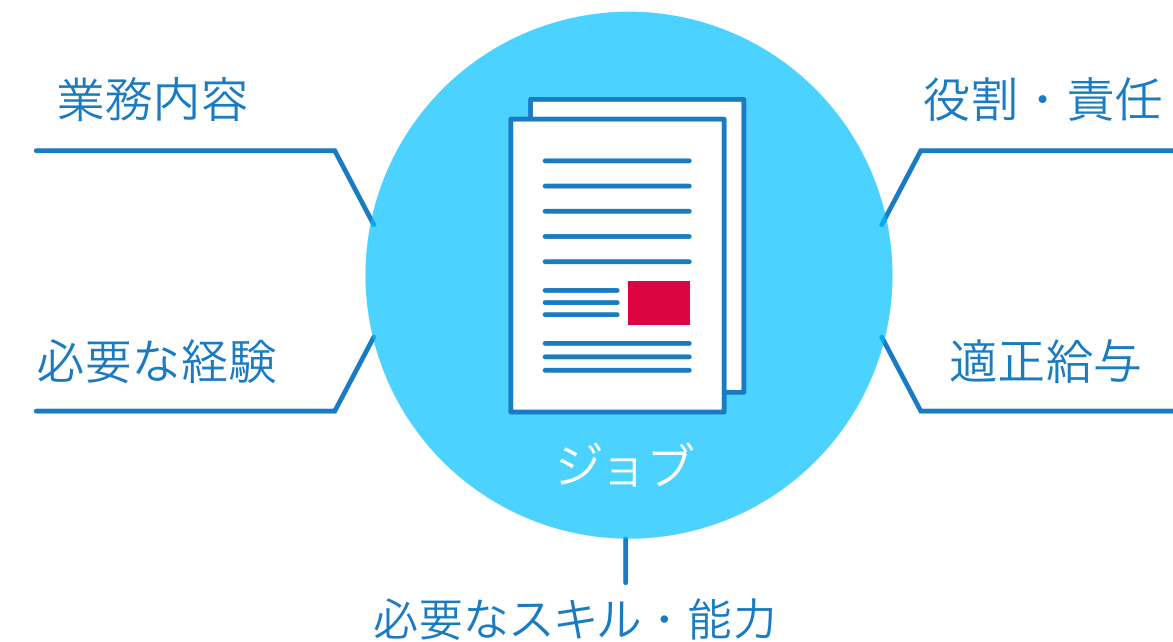 業務内容
役割・責任
必要な経験
適正給与
ジョブ
必要なスキル・能力